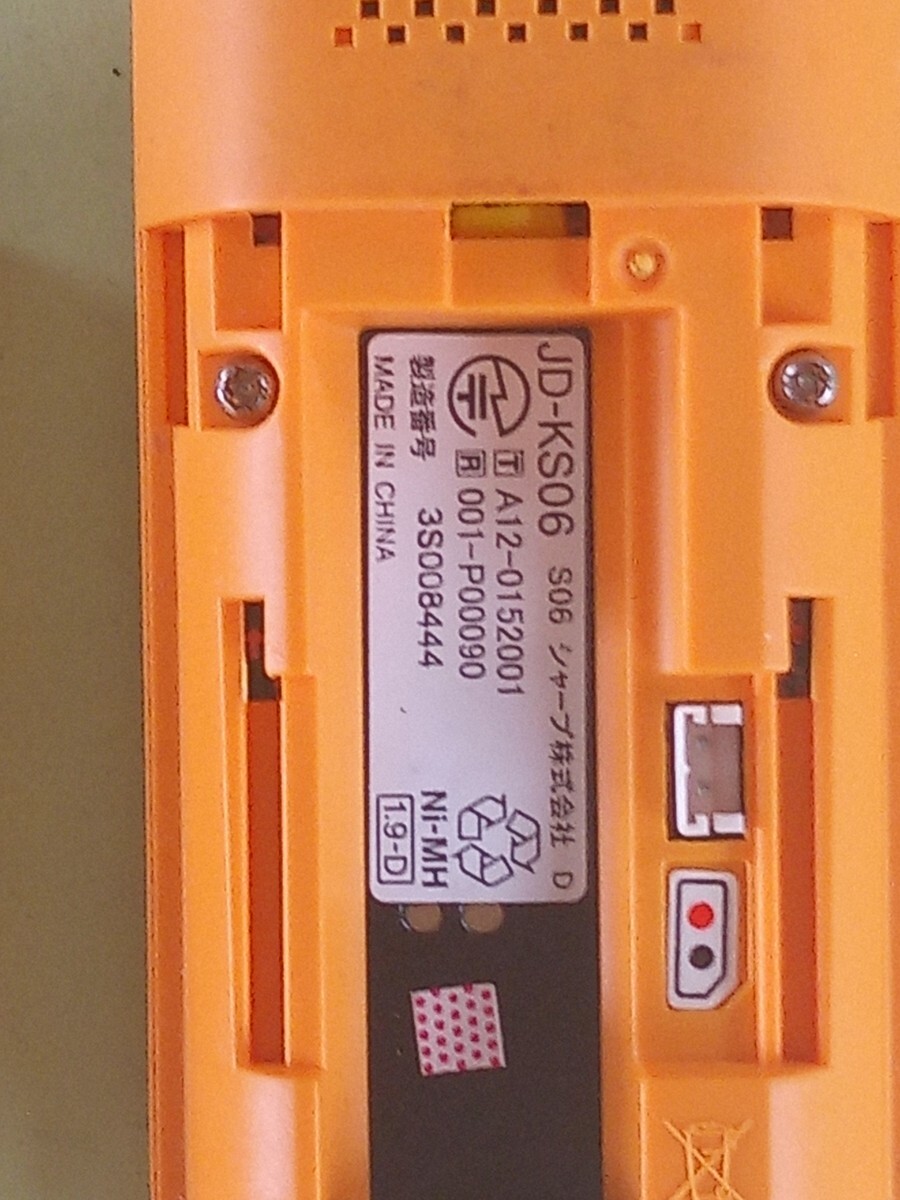 JD-KS06 S06 シャープ株式会社 D
T A12-0152001
R 001-P00090
製造番号 3S008444
MADE IN CHINA
Ni-MH
1.9-D